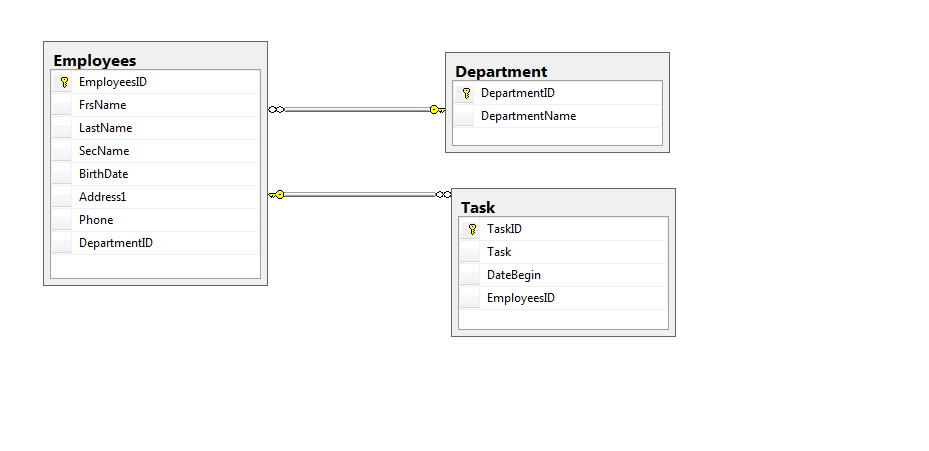 Employees
EmployeesID
FrsName
LastName
SecName
BirthDate
Address1
Phone
DepartmentID
Department
DepartmentID
DepartmentName
Task
TaskID
Task
DateBegin
EmployeesID